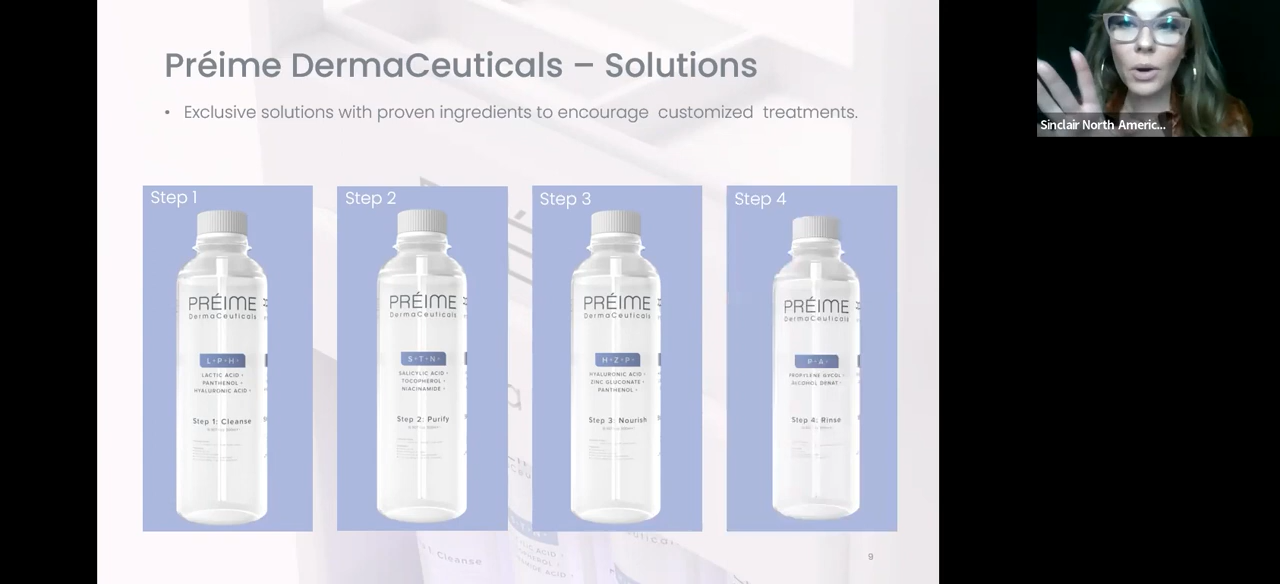 Préime DermaCeuticals – Solutions
• Exclusive solutions with proven ingredients to encourage customized treatments.
Step 1
Step 2
Step 3
Step 4
PRÉIME
DermaCeuticals
L•P•H•
LACTIC ACID •
PANTHENOL •
HYALURONIC ACID •
Step 1: Cleanse
PRÉIME
DermaCeuticals
S•T•N•
SALICYLIC ACID •
TOCOPHEROL •
NIACINAMIDE •
Step 2: Purify
PRÉIME
DermaCeuticals
H•Z•P•
HYALURONIC ACID •
ZINC GLUCONATE •
PANTHENOL •
Step 3: Nourish
PRÉIME
DermaCeuticals
P•A•
PROPYLENE GLYCOL •
ALCOHOL DENAT •
Step 4: Rinse
9
Sinclair North Americ...